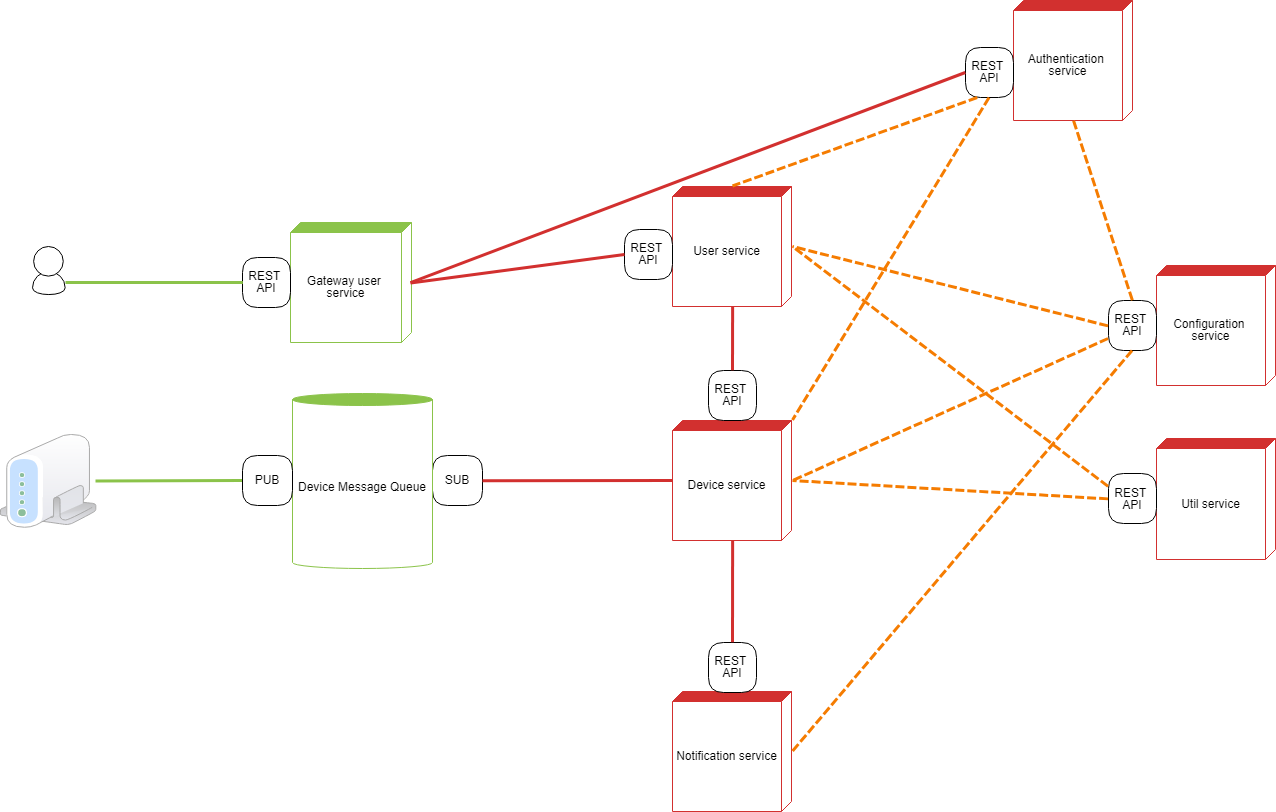 REST
API
Authentication
service
REST
API
User service
REST
API
Gateway user
service
REST
API
Configuration
service
REST
API
PUB
Device Message Queue
SUB
Device service
REST
API
Util service
REST
API
Notification service